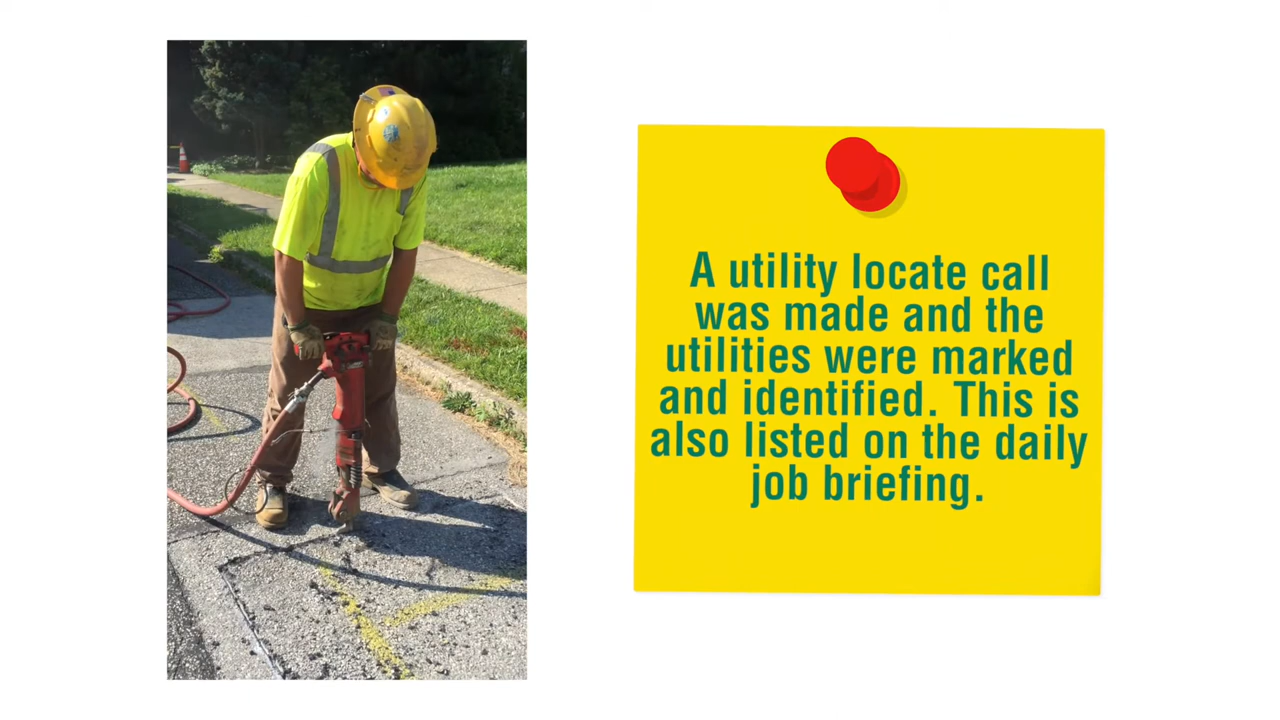 A utility locate call
was made and the
utilities were marked
and identified. This is
also listed on the daily
job briefing.